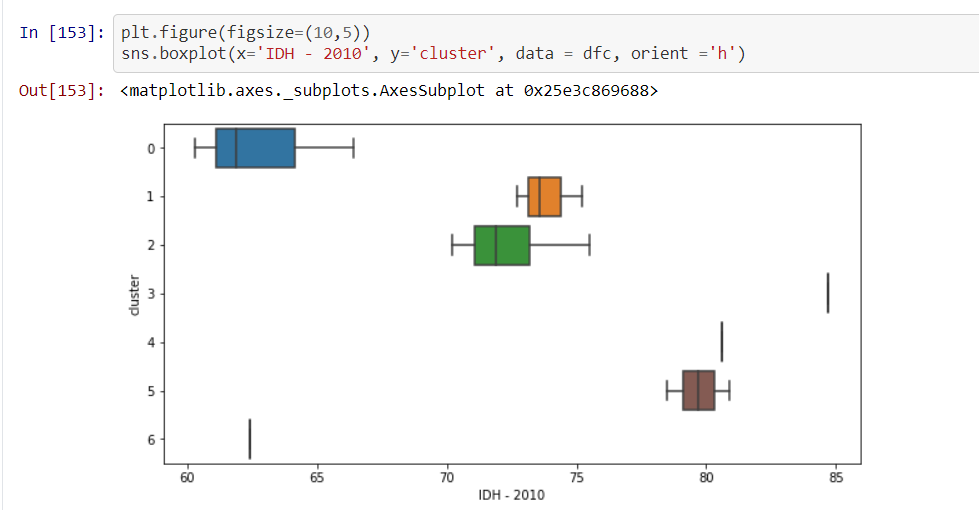 In [153]: plt.figure(figsize=(10,5))
sns.boxplot(x='IDH - 2010', y='cluster', data = dfc, orient ='h')
Out[153]: <matplotlib.axes._subplots.AxesSubplot at 0x25e3c869688>
0
1
2
3
4
5
6
cluster
60 65 70 75 80 85
IDH - 2010